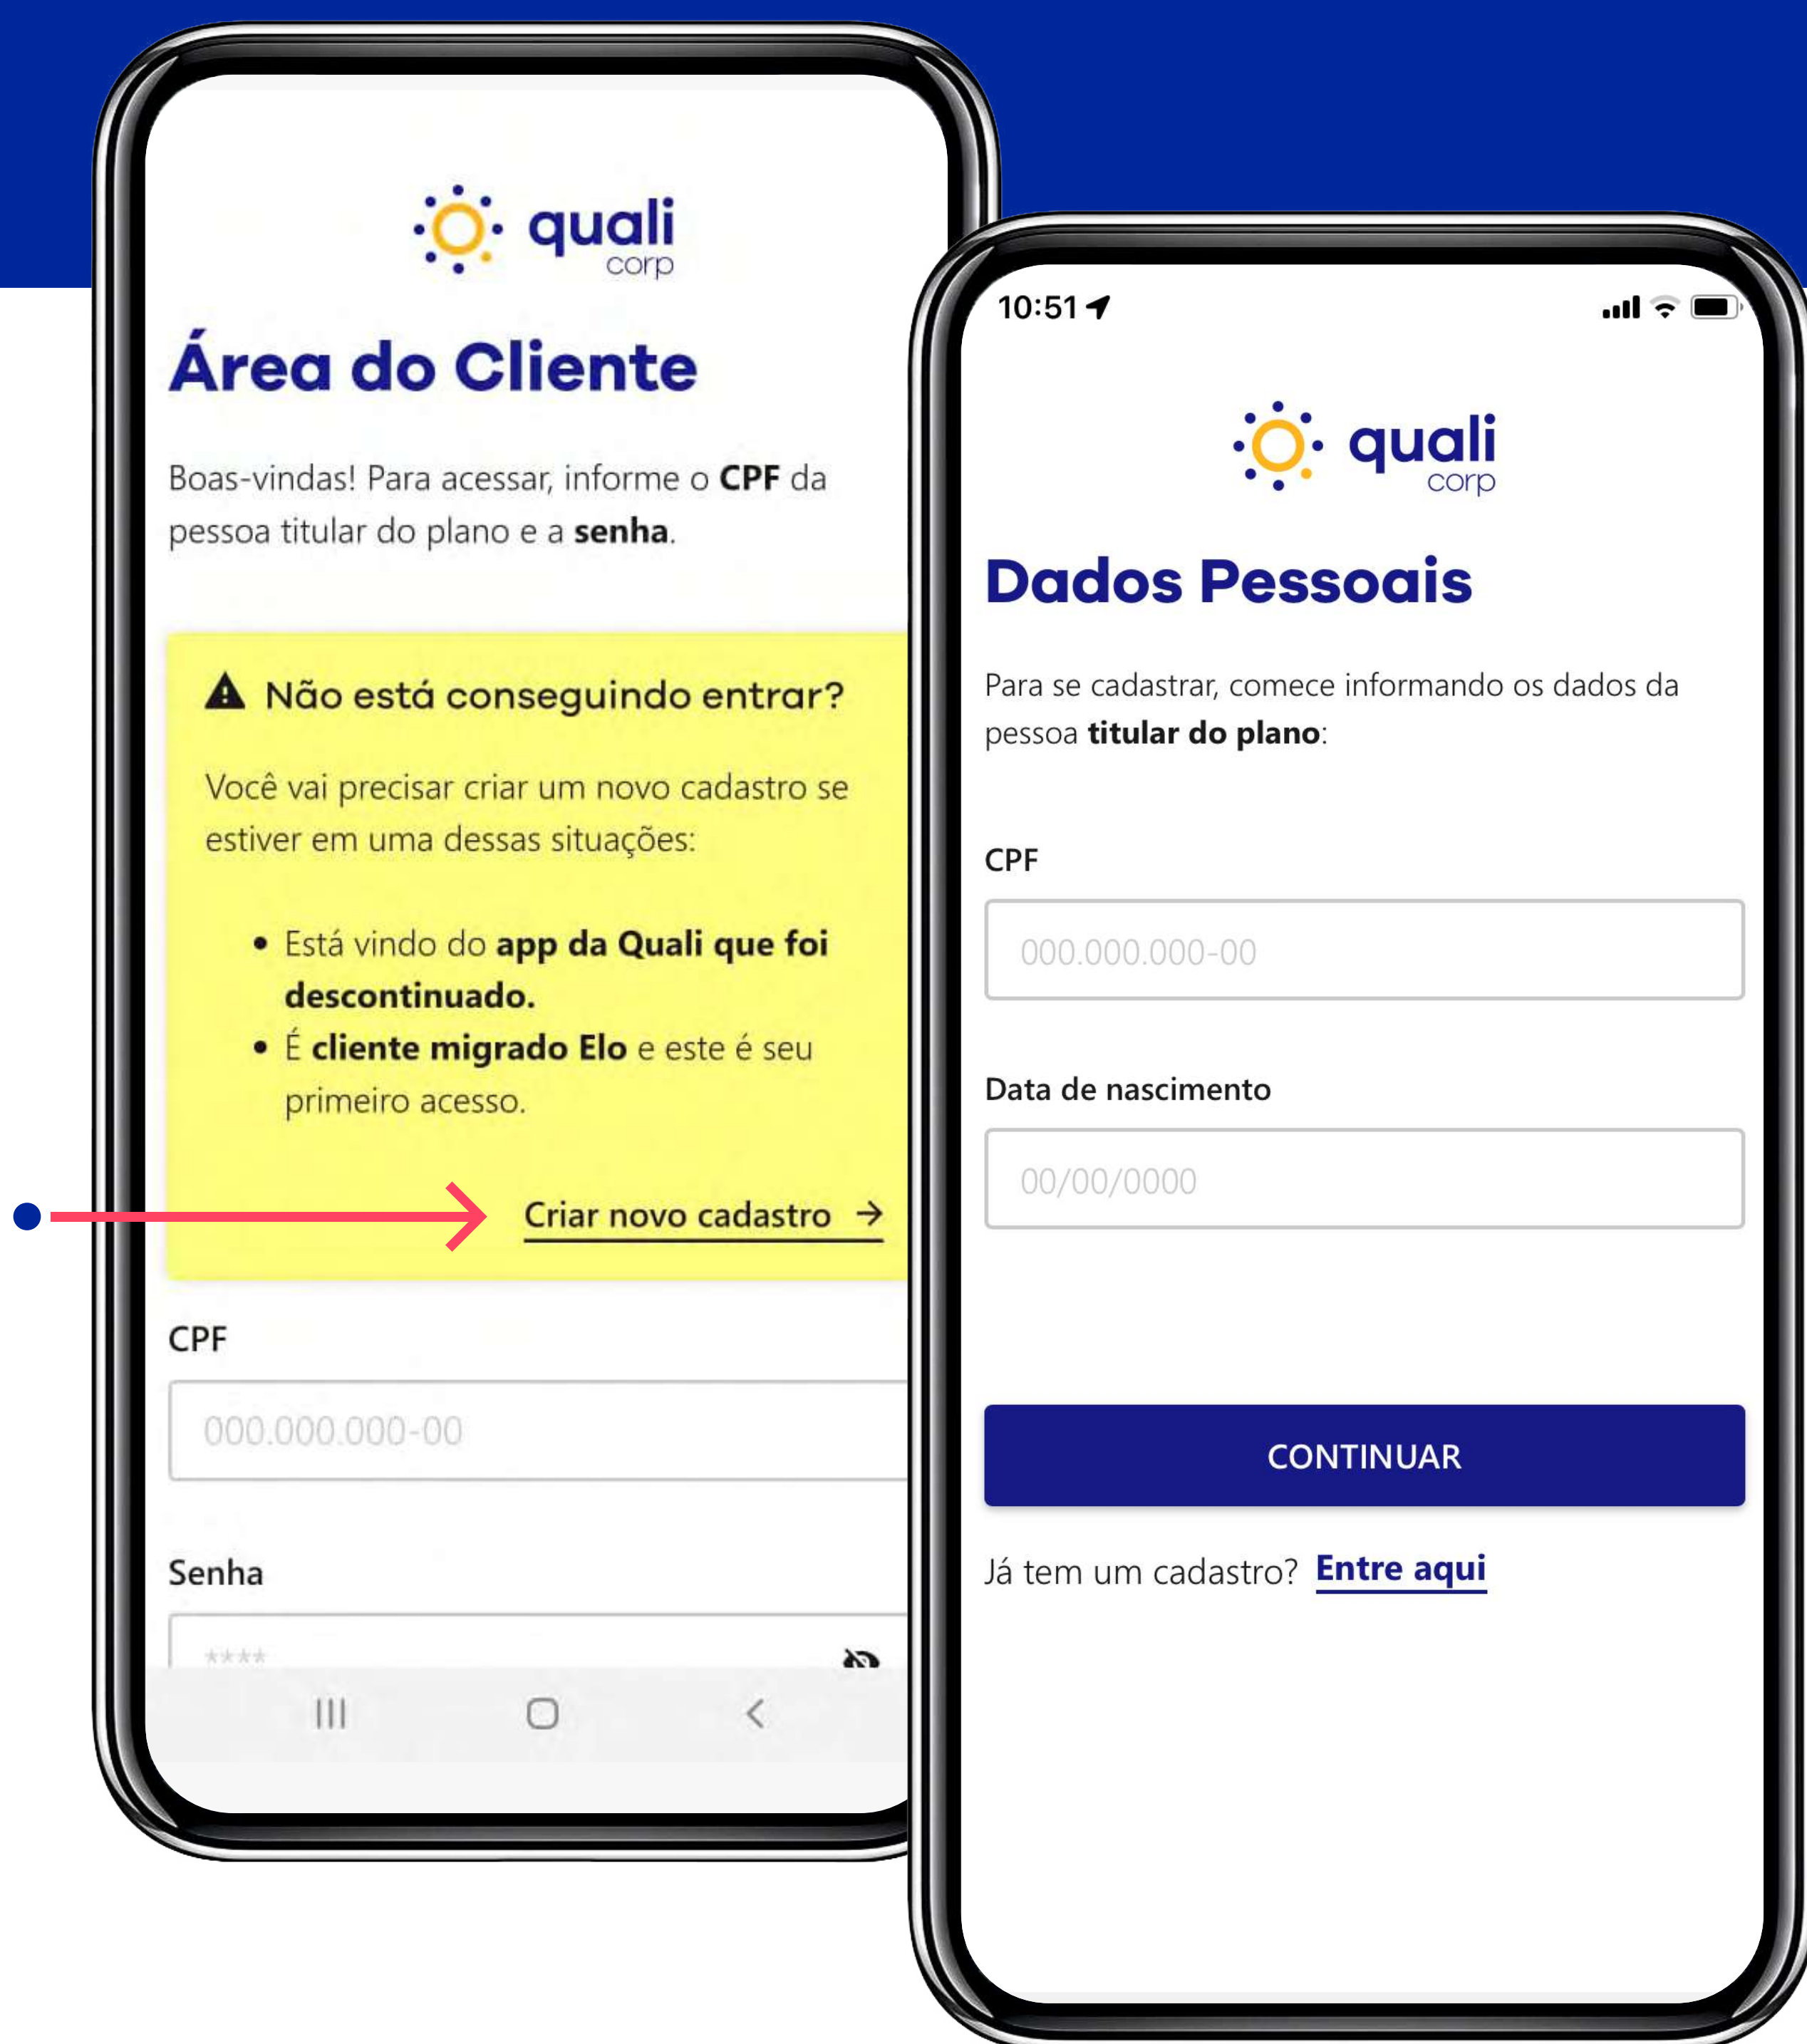 quali
corp
Área do Cliente
Boas-vindas! Para acessar, informe o CPF da
pessoa titular do plano e a senha.
Não está conseguindo entrar?
Você vai precisar criar um novo cadastro se
estiver em uma dessas situações:
• Está vindo do app da Quali que foi
descontinuado.
• É cliente migrado Elo e este é seu
primeiro acesso.
Criar novo cadastro →
CPF
000.000.000-00
Senha
****
10:51
quali
corp
Dados Pessoais
Para se cadastrar, comece informando os dados da
pessoa titular do plano:
CPF
000.000.000-00
Data de nascimento
00/00/0000
CONTINUAR
Já tem um cadastro? Entre aqui